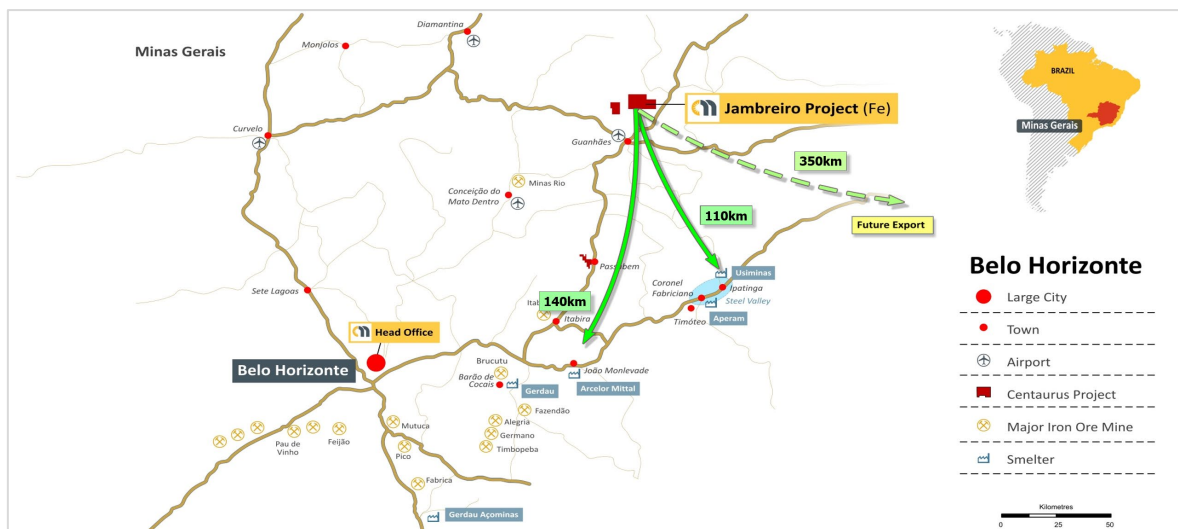 Minas Gerais
Diamantina
Monjolos
Jambreiro Project (Fe)
BRAZIL
Minas Gerais
Curvelo
Guanhães
350km
Minas Rio
Conceição do
Mato Dentro
110km
Future Export
Passabem
Belo Horizonte
Usiminas
Sete Lagoas
Coronel
Fabriciano
Ipatinga
Steel Valley
140km
Itabira
Timóteo
Aperam
Large City
Town
Airport
Centaurus Project
Major Iron Ore Mine
Smelter
Head Office
Belo Horizonte
Brucutu
Barão de
Cocais
Gerdau
João Monlevade
Arcelor Mittal
Fazendão
Alegria
Germano
Timbopeba
Mutuca
Pau de
Vinho
Feijão
Pico
Fabrica
Gerdau Açominas
Kilometres
0 25 50